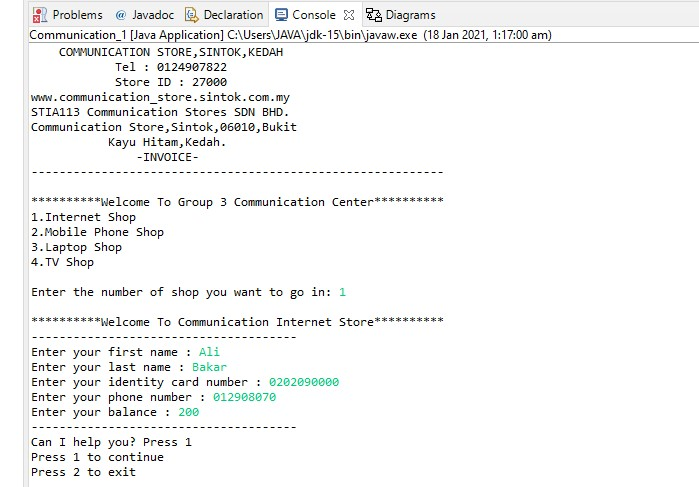 Problems @ Javadoc Declaration Console Diagrams
Communication_1 [Java Application] C:\Users\JAVA\jdk-15\bin\javaw.exe (18 Jan 2021, 1:17:00 am)
COMMUNICATION STORE,SINTOK,KEDAH
Tel : 0124907822
Store ID : 27000
www.communication_store.sintok.com.my
STIA113 Communication Stores SDN BHD.
Communication Store,Sintok,06010,Bukit
Kayu Hitam,Kedah.
-INVOICE-
-----------------------------------------------------------
**********Welcome To Group 3 Communication Center**********
1.Internet Shop
2.Mobile Phone Shop
3.Laptop Shop
4.TV Shop
Enter the number of shop you want to go in: 1
**********Welcome To Communication Internet Store**********
--------------------------------------
Enter your first name : Ali
Enter your last name : Bakar
Enter your identity card number : 0202090000
Enter your phone number : 012908070
Enter your balance : 200
--------------------------------------
Can I help you? Press 1
Press 1 to continue
Press 2 to exit